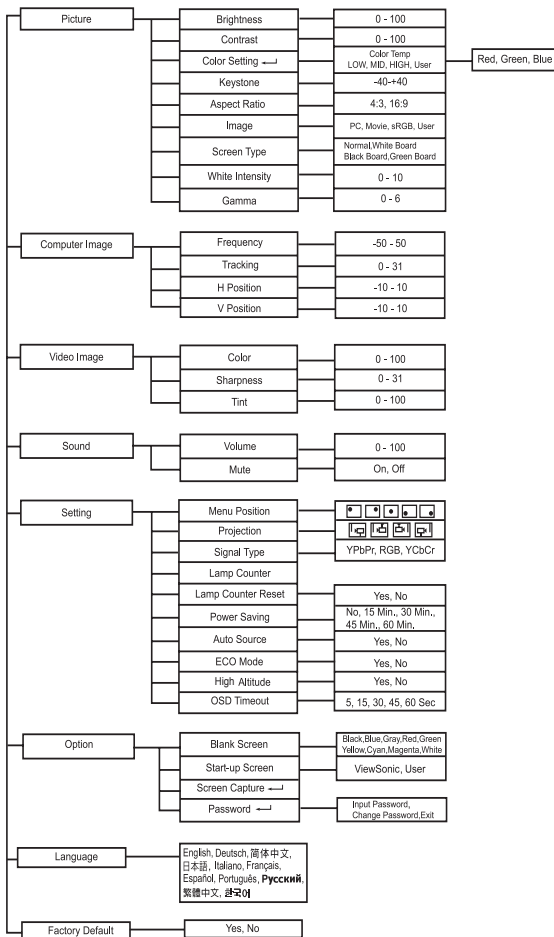 Picture
Brightness
0 - 100
Contrast
0 - 100
Color Setting
Color Temp
LOW, MID, HIGH, User
Red, Green, Blue
Keystone
-40-+40
Aspect Ratio
4:3, 16:9
Image
PC, Movie, sRGB, User
Screen Type
Normal,White Board
Black Board,Green Board
White Intensity
0 - 10
Gamma
0 - 6
Computer Image
Frequency
-50 - 50
Tracking
0 - 31
H Position
-10 - 10
V Position
-10 - 10
Video Image
Color
0 - 100
Sharpness
0 - 31
Tint
0 - 100
Sound
Volume
0 - 100
Mute
On, Off
Setting
Menu Position
Projection
Signal Type
YPbPr, RGB, YCbCr
Lamp Counter
Lamp Counter Reset
Yes, No
Power Saving
No, 15 Min., 30 Min.,
45 Min., 60 Min.
Auto Source
Yes, No
ECO Mode
Yes, No
High Altitude
Yes, No
OSD Timeout
5, 15, 30, 45, 60 Sec
Option
Blank Screen
Black,Blue,Gray,Red,Green
Yellow,Cyan,Magenta,White
Start-up Screen
ViewSonic, User
Screen Capture
Password
Input Password,
Change Password,Exit
Language
English, Deutsch, 简体中文,
日本語, Italiano, Français,
Español, Português, Русский,
繁體中文, 한국어
Factory Default
Yes, No